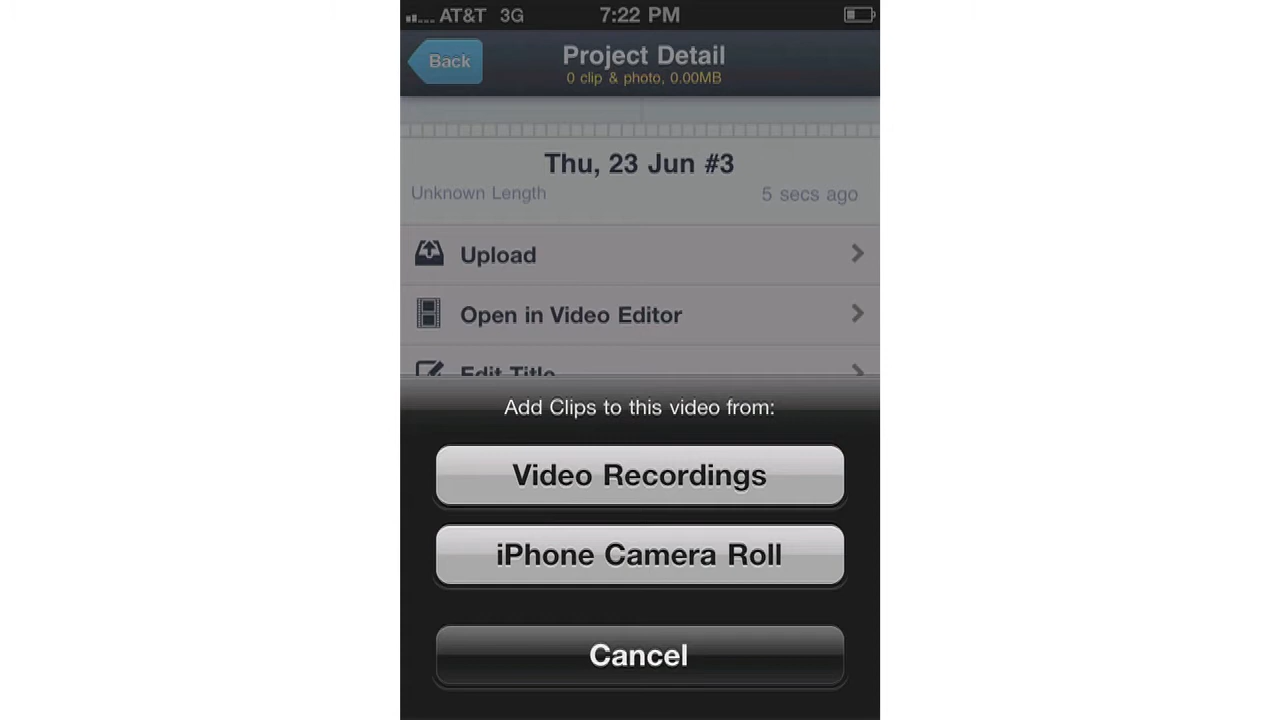 AT&T 3G 7:22 PM
Back
Project Detail
0 clip & photo, 0.00MB
Thu, 23 Jun #3
Unknown Length 5 secs ago
Upload
Open in Video Editor
Edit Title
Add Clips to this video from:
Video Recordings
iPhone Camera Roll
Cancel